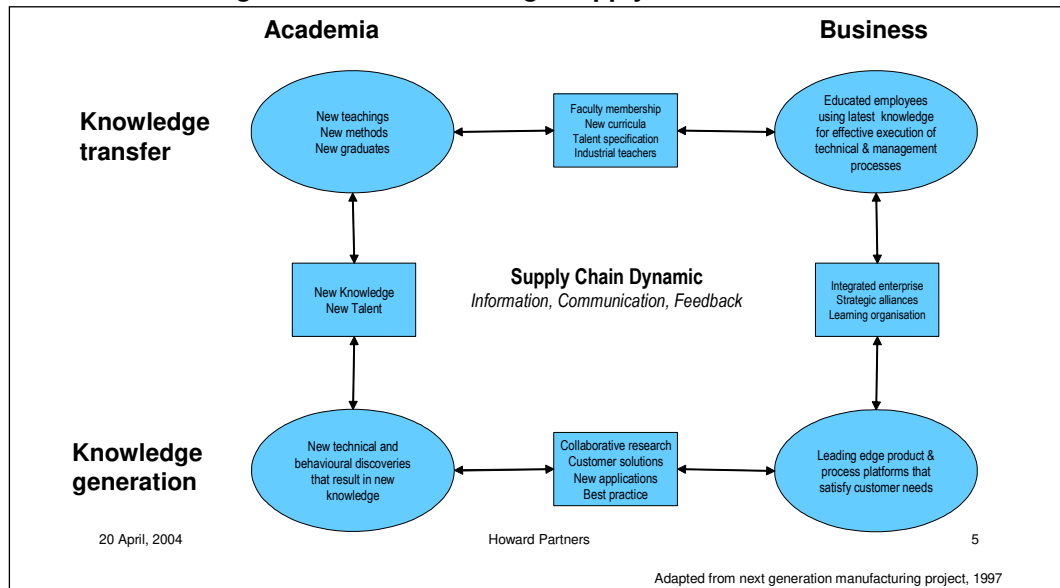 Academia
Business
Knowledge
transfer
New teachings
New methods
New graduates
Faculty membership
New curricula
Talent specification
Industrial teachers
Educated employees
using latest knowledge
for effective execution of
technical & management
processes
New Knowledge
New Talent
Supply Chain Dynamic
Information, Communication, Feedback
Integrated enterprise
Strategic alliances
Learning organisation
Knowledge
generation
New technical and
behavioural discoveries
that result in new
knowledge
Collaborative research
Customer solutions
New applications
Best practice
Leading edge product &
process platforms that
satisfy customer needs
20 April, 2004
Howard Partners
5
Adapted from next generation manufacturing project, 1997